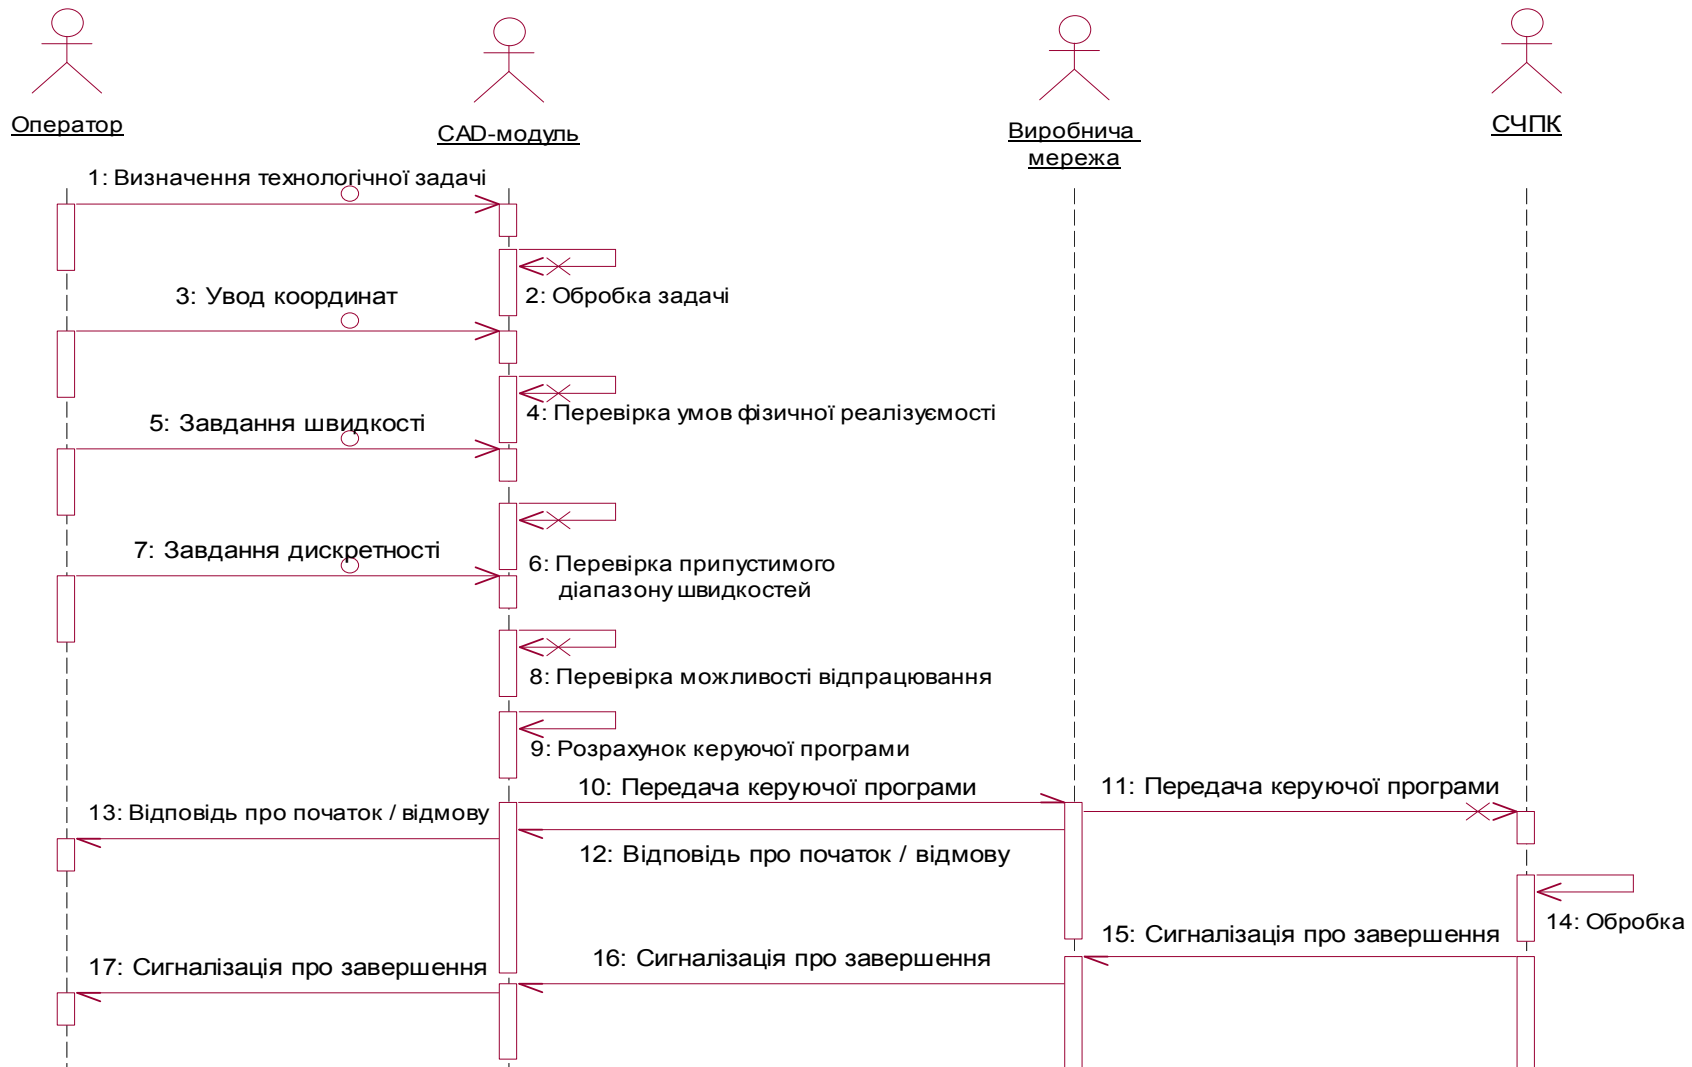 Оператор
CAD-модуль
Виробнича
мережа
СЧПК
1: Визначення технологічної задачі
2: Обробка задачі
3: Увод координат
4: Перевірка умов фізичної реалізуємості
5: Завдання швидкості
6: Перевірка припустимого
діапазону швидкостей
7: Завдання дискретності
8: Перевірка можливості відпрацювання
9: Розрахунок керуючої програми
10: Передача керуючої програми
11: Передача керуючої програми
13: Відповідь про початок / відмову
12: Відповідь про початок / відмову
14: Обробка
15: Сигналізація про завершення
16: Сигналізація про завершення
17: Сигналізація про завершення